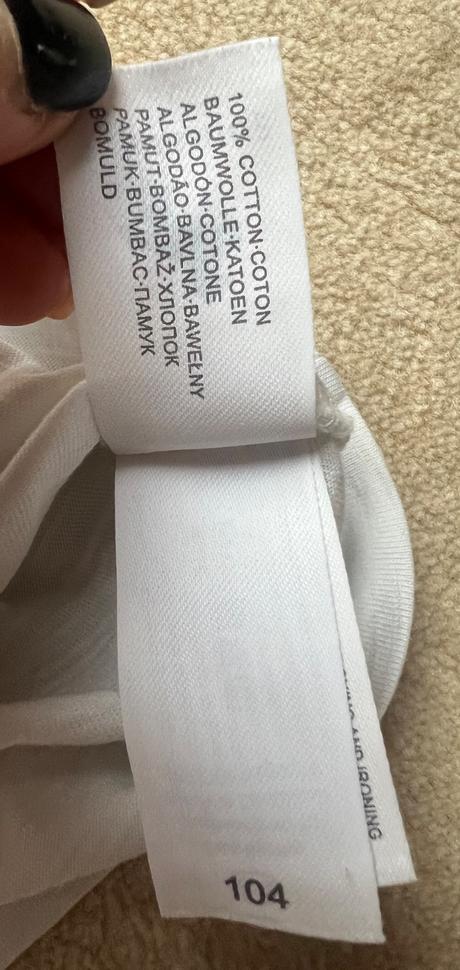 100% COTTON·COTON
BAUMWOLLE·KATOEN
ALGODÓN·COTONE
ALGODÃO·BAVLNA·BAWEŁNY
PAMUT·BOMBAŽ·ХЛОПОК
PAMUK·BUMBAC·ПАМУК
BOMULD
AND IRONING
104